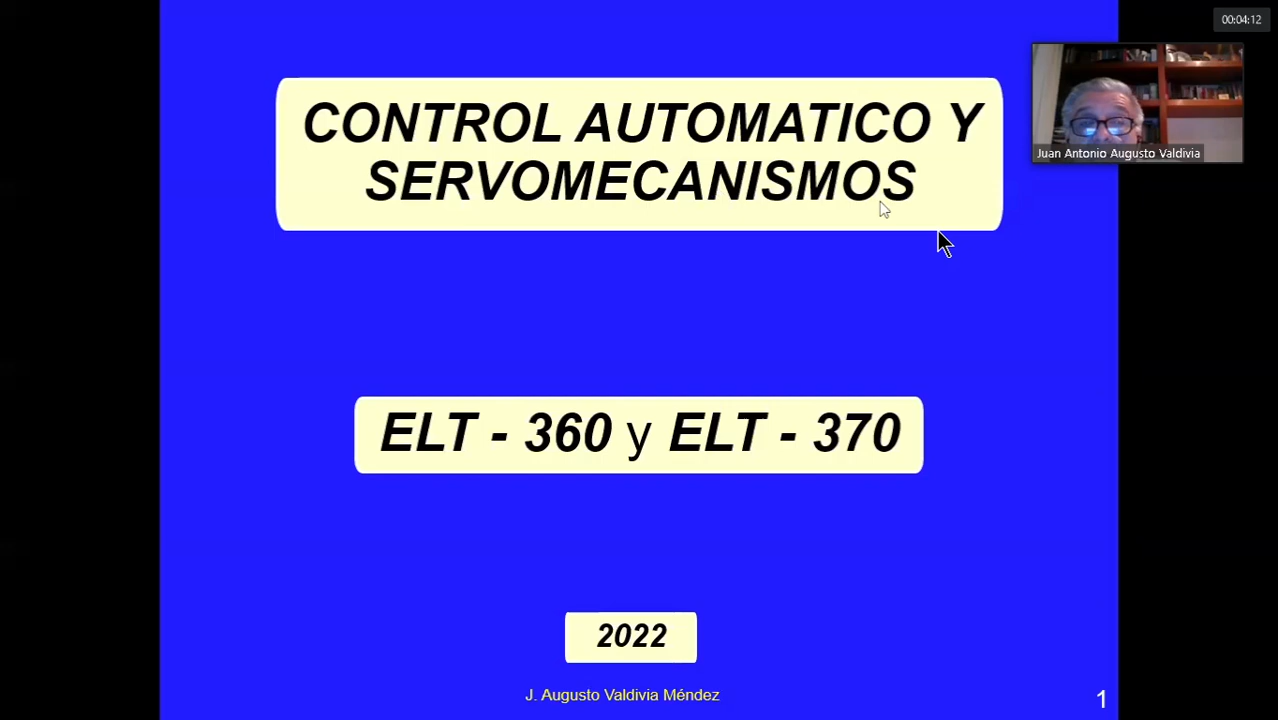 00:04:12
CONTROL AUTOMATICO Y
SERVOMECANISMOS
Juan Antonio Augusto Valdivia
ELT - 360 y ELT - 370
2022
J. Augusto Valdivia Méndez
1